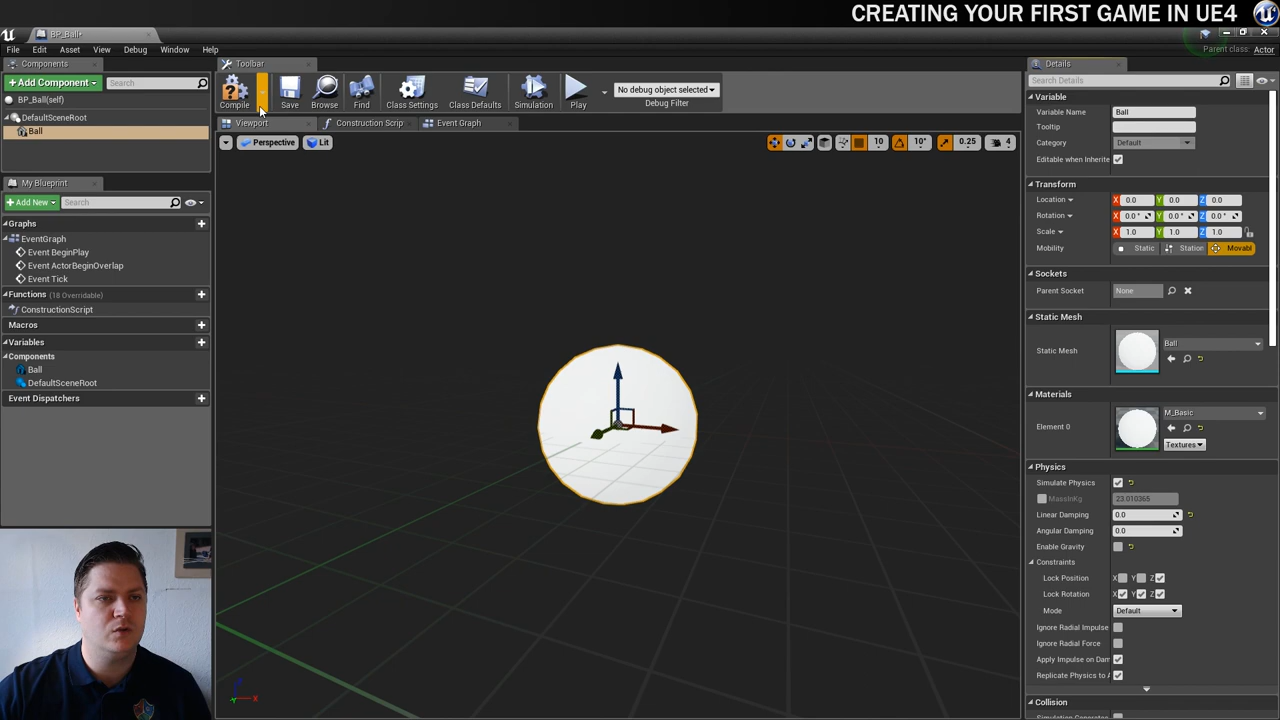 CREATING YOUR FIRST GAME IN UE4
BP_Ball*
File Edit Asset View Debug Window Help
Parent class: Actor
Components
+Add Component
Search
BP_Ball(self)
DefaultSceneRoot
Ball
My Blueprint
+Add New
Search
Graphs
EventGraph
Event BeginPlay
Event ActorBeginOverlap
Event Tick
Functions (18 Overridable)
ConstructionScript
Macros
Variables
Components
Ball
DefaultSceneRoot
Event Dispatchers
Toolbar
Compile Save Browse Find Class Settings Class Defaults Simulation Play
No debug object selected
Debug Filter
Viewport Construction Scrip Event Graph
Perspective Lit
10 10° 0.25 4
Z Y X
Details
Search Details
Variable
Variable Name Ball
Tooltip
Category Default
Editable when Inherite
Transform
Location X 0.0 Y 0.0 Z 0.0
Rotation X 0.0 ° Y 0.0 ° Z 0.0 °
Scale X 1.0 Y 1.0 Z 1.0
Mobility Static Station Movabl
Sockets
Parent Socket None
Static Mesh
Static Mesh Ball
Materials
Element 0 M_Basic
Textures
Physics
Simulate Physics
MassInKg 23.010365
Linear Damping 0.0
Angular Damping 0.0
Enable Gravity
Constraints
Lock Position X Y Z
Lock Rotation X Y Z
Mode Default
Ignore Radial Impulse
Ignore Radial Force
Apply Impulse on Dam
Replicate Physics to A
Collision